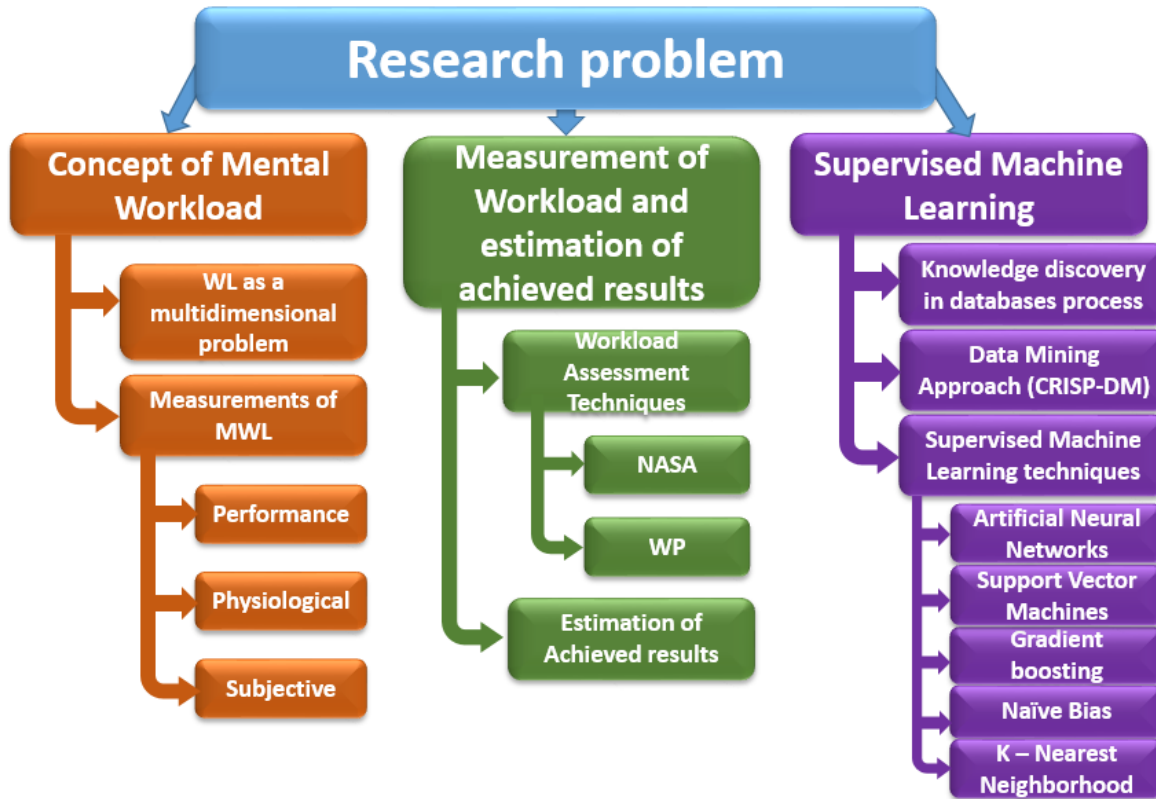 Research problem
Concept of Mental
Workload
WL as a
multidimensional
problem
Measurements of
MWL
Performance
Physiological
Subjective
Measurement of
Workload and
estimation of
achieved results
Workload
Assessment
Techniques
NASA
WP
Estimation of
Achieved results
Supervised Machine
Learning
Knowledge discovery
in databases process
Data Mining
Approach (CRISP-DM)
Supervised Machine
Learning techniques
Artificial Neural
Networks
Support Vector
Machines
Gradient
boosting
Naïve Bias
K – Nearest
Neighborhood